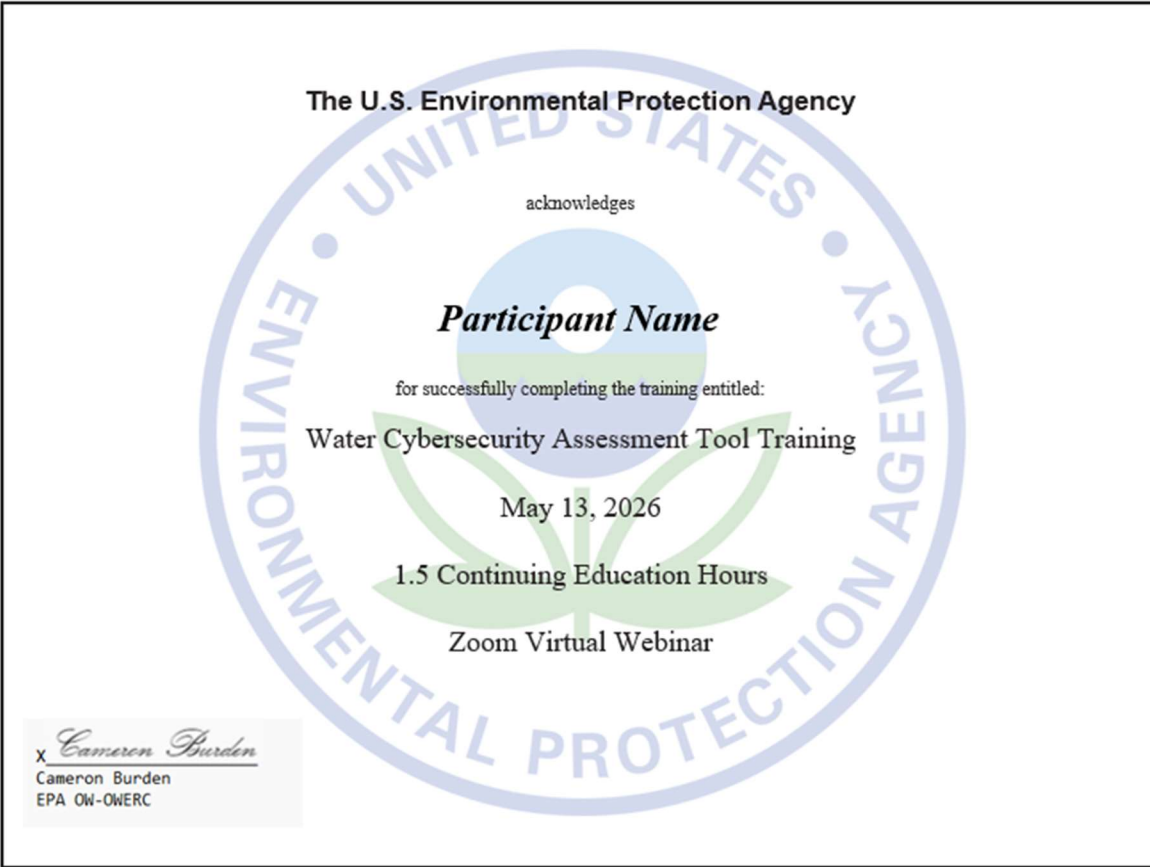 The U.S. Environmental Protection Agency
UNITED STATES
ENVIRONMENTAL PROTECTION AGENCY
acknowledges
Participant Name
for successfully completing the training entitled:
Water Cybersecurity Assessment Tool Training
May 13, 2026
1.5 Continuing Education Hours
Zoom Virtual Webinar
X Cameron Burden
Cameron Burden
EPA OW-OWERC